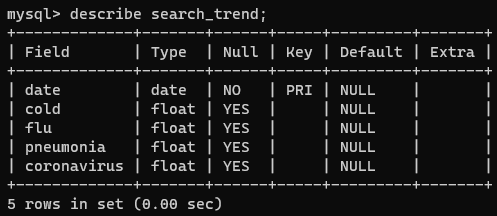 mysql> describe search_trend;
+-------------+-------+------+-----+---------+-------+
| Field       | Type  | Null | Key | Default | Extra |
+-------------+-------+------+-----+---------+-------+
| date        | date  | NO   | PRI | NULL    |       |
| cold        | float | YES  |     | NULL    |       |
| flu         | float | YES  |     | NULL    |       |
| pneumonia   | float | YES  |     | NULL    |       |
| coronavirus | float | YES  |     | NULL    |       |
+-------------+-------+------+-----+---------+-------+
5 rows in set (0.00 sec)